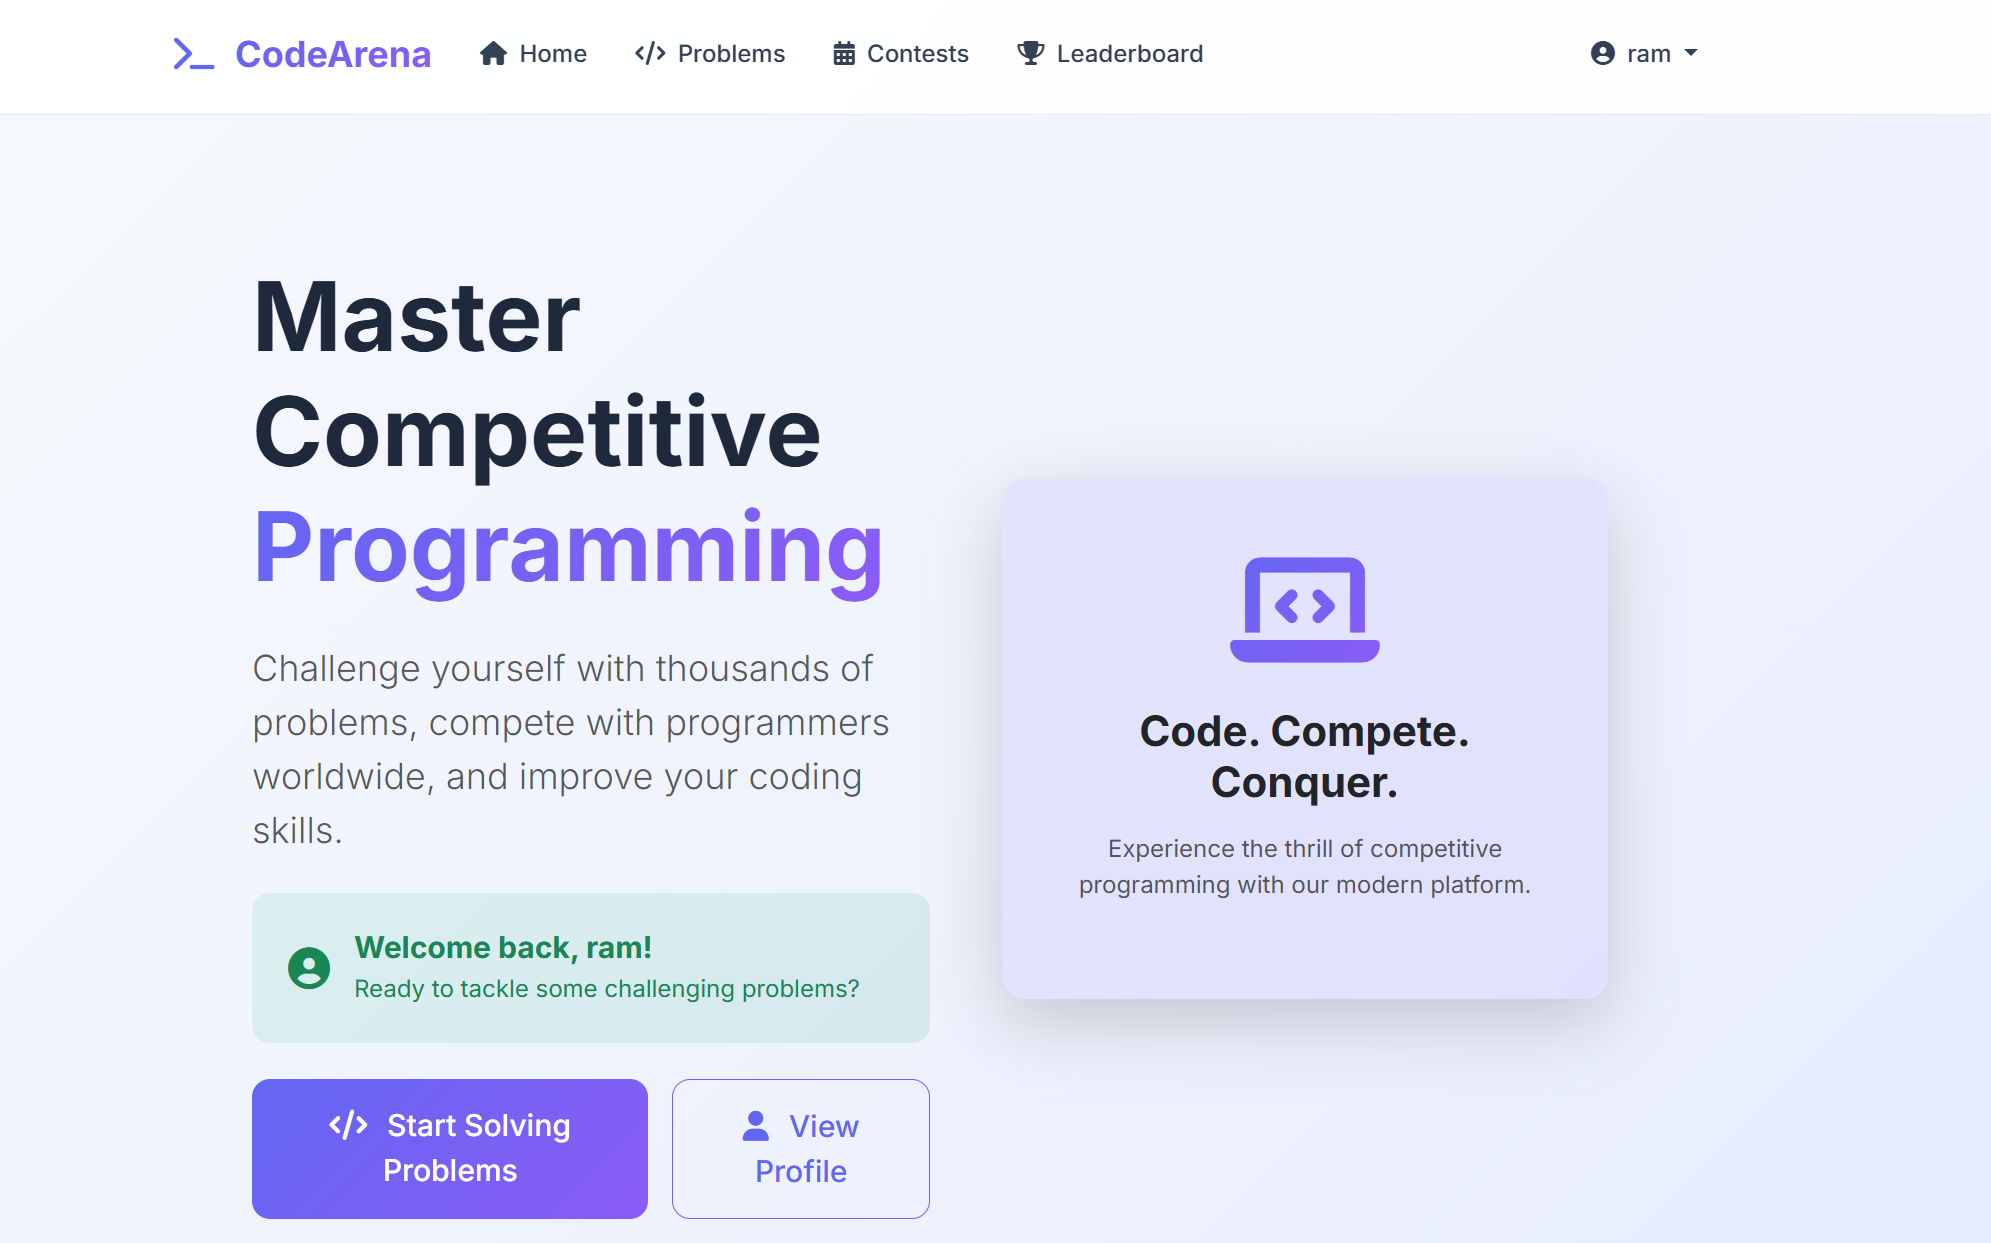 CodeArena
Home
Problems
Contests
Leaderboard
ram
Master
Competitive
Programming
Challenge yourself with thousands of
problems, compete with programmers
worldwide, and improve your coding
skills.
Welcome back, ram!
Ready to tackle some challenging problems?
Start Solving
Problems
View
Profile
Code. Compete.
Conquer.
Experience the thrill of competitive
programming with our modern platform.